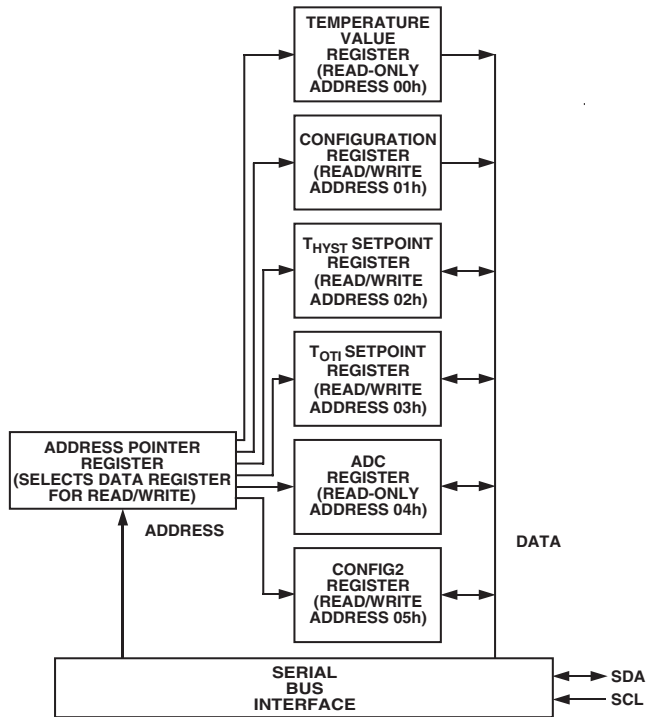 TEMPERATURE
VALUE
REGISTER
(READ-ONLY
ADDRESS 00h)
CONFIGURATION
REGISTER
(READ/WRITE
ADDRESS 01h)
THYST SETPOINT
REGISTER
(READ/WRITE
ADDRESS 02h)
TOTI SETPOINT
REGISTER
(READ/WRITE
ADDRESS 03h)
ADDRESS POINTER
REGISTER
(SELECTS DATA REGISTER
FOR READ/WRITE)
ADC
REGISTER
(READ-ONLY
ADDRESS 04h)
ADDRESS
DATA
CONFIG2
REGISTER
(READ/WRITE
ADDRESS 05h)
SERIAL
BUS
INTERFACE
SDA
SCL